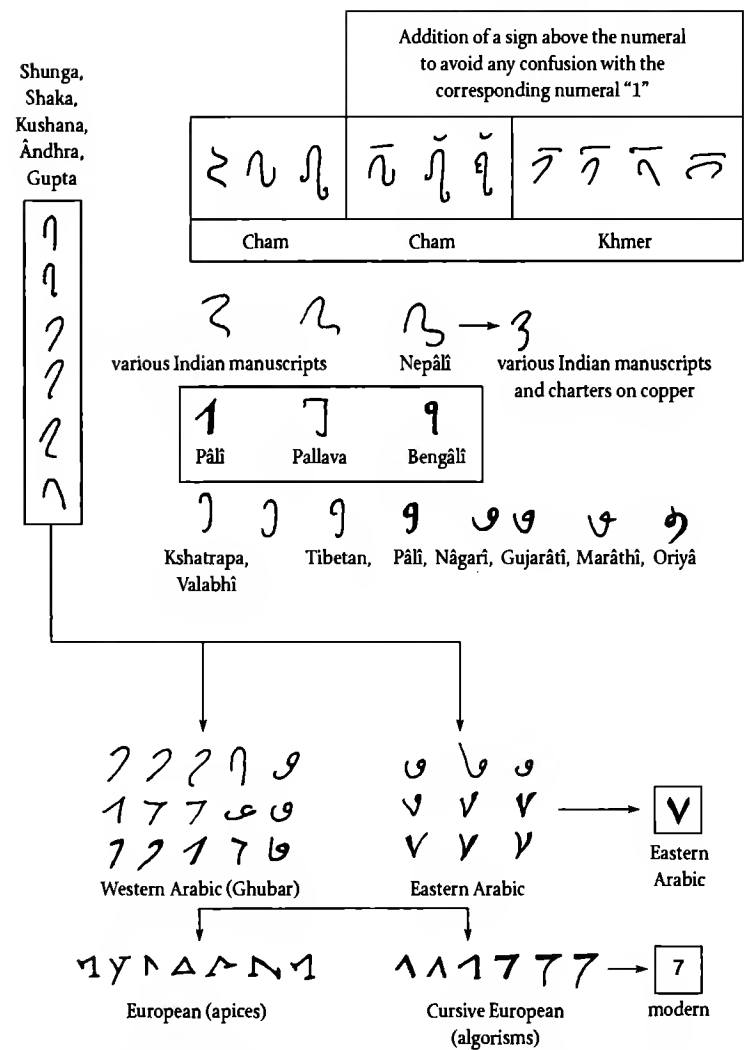 Addition of a sign above the numeral
to avoid any confusion with the
corresponding numeral “1”
Shunga,
Shaka,
Kushana,
Ândhra,
Gupta
Cham
Cham
Khmer
various Indian manuscripts
Nepâlî
various Indian manuscripts
and charters on copper
Pâlî
Pallava
Bengâlî
Kshatrapa,
Valabhî
Tibetan,
Pâlî, Nâgarî, Gujarâtî, Marâthî, Oriyâ
Western Arabic (Ghubar)
Eastern Arabic
٧
Eastern
Arabic
European (apices)
Cursive European
(algorisms)
7
modern